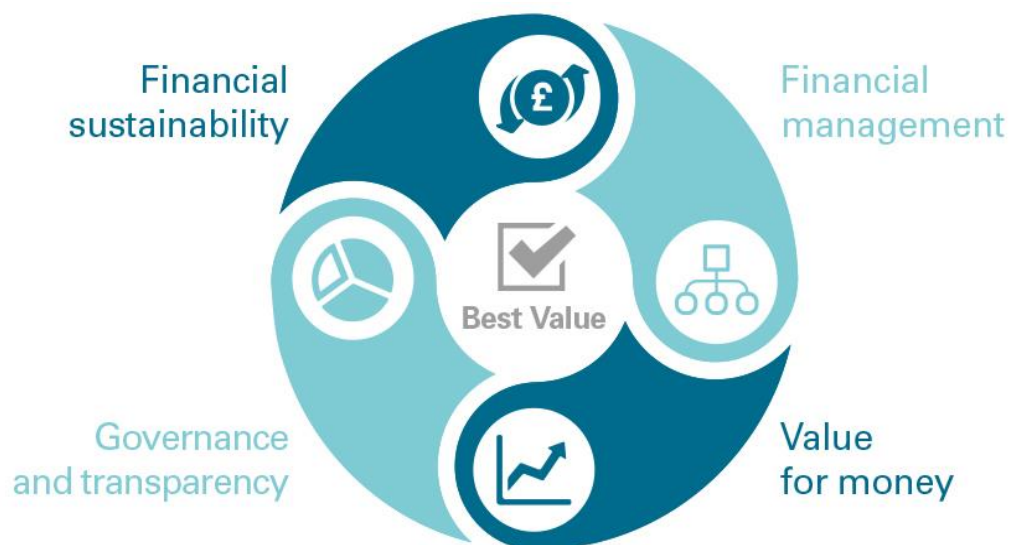 Financial
sustainability
Financial
management
£
Best Value
Governance
and transparency
Value
for money